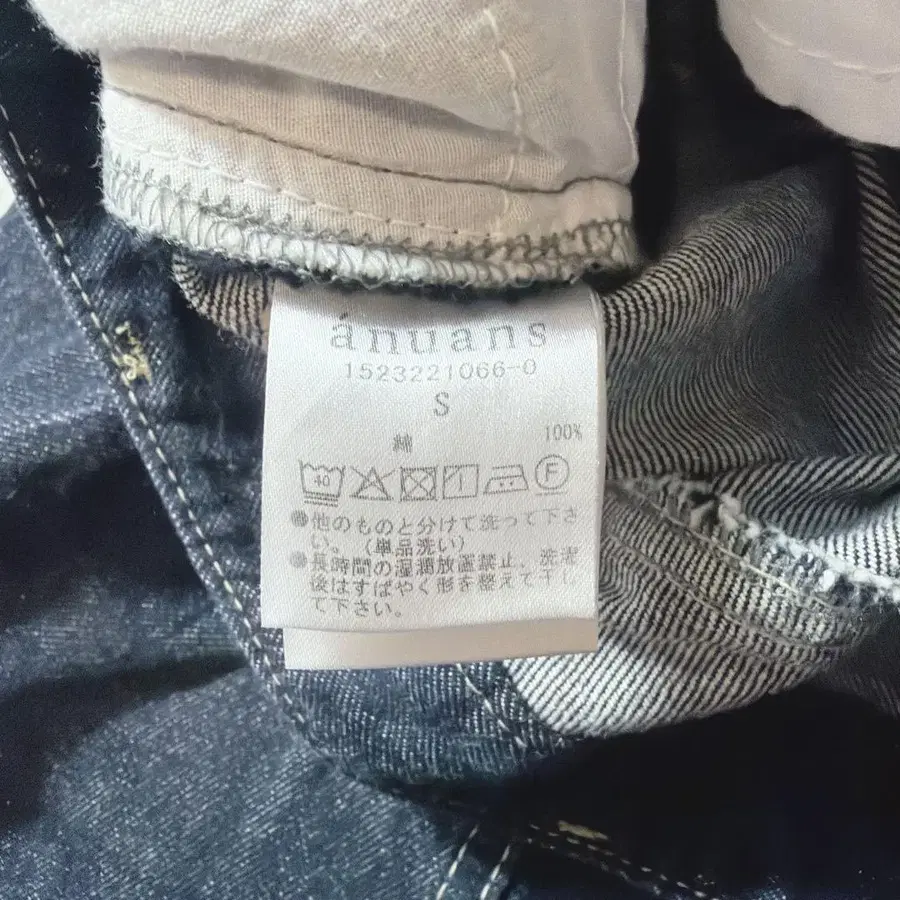 ánuans
1523221066-0
S
綿 100%
40 F
●他のものと分けて洗って下さ
い。(単品洗い)
●長時間の湿潤放置禁止、洗濯
後はすばやく形を整えて干し
て下さい。